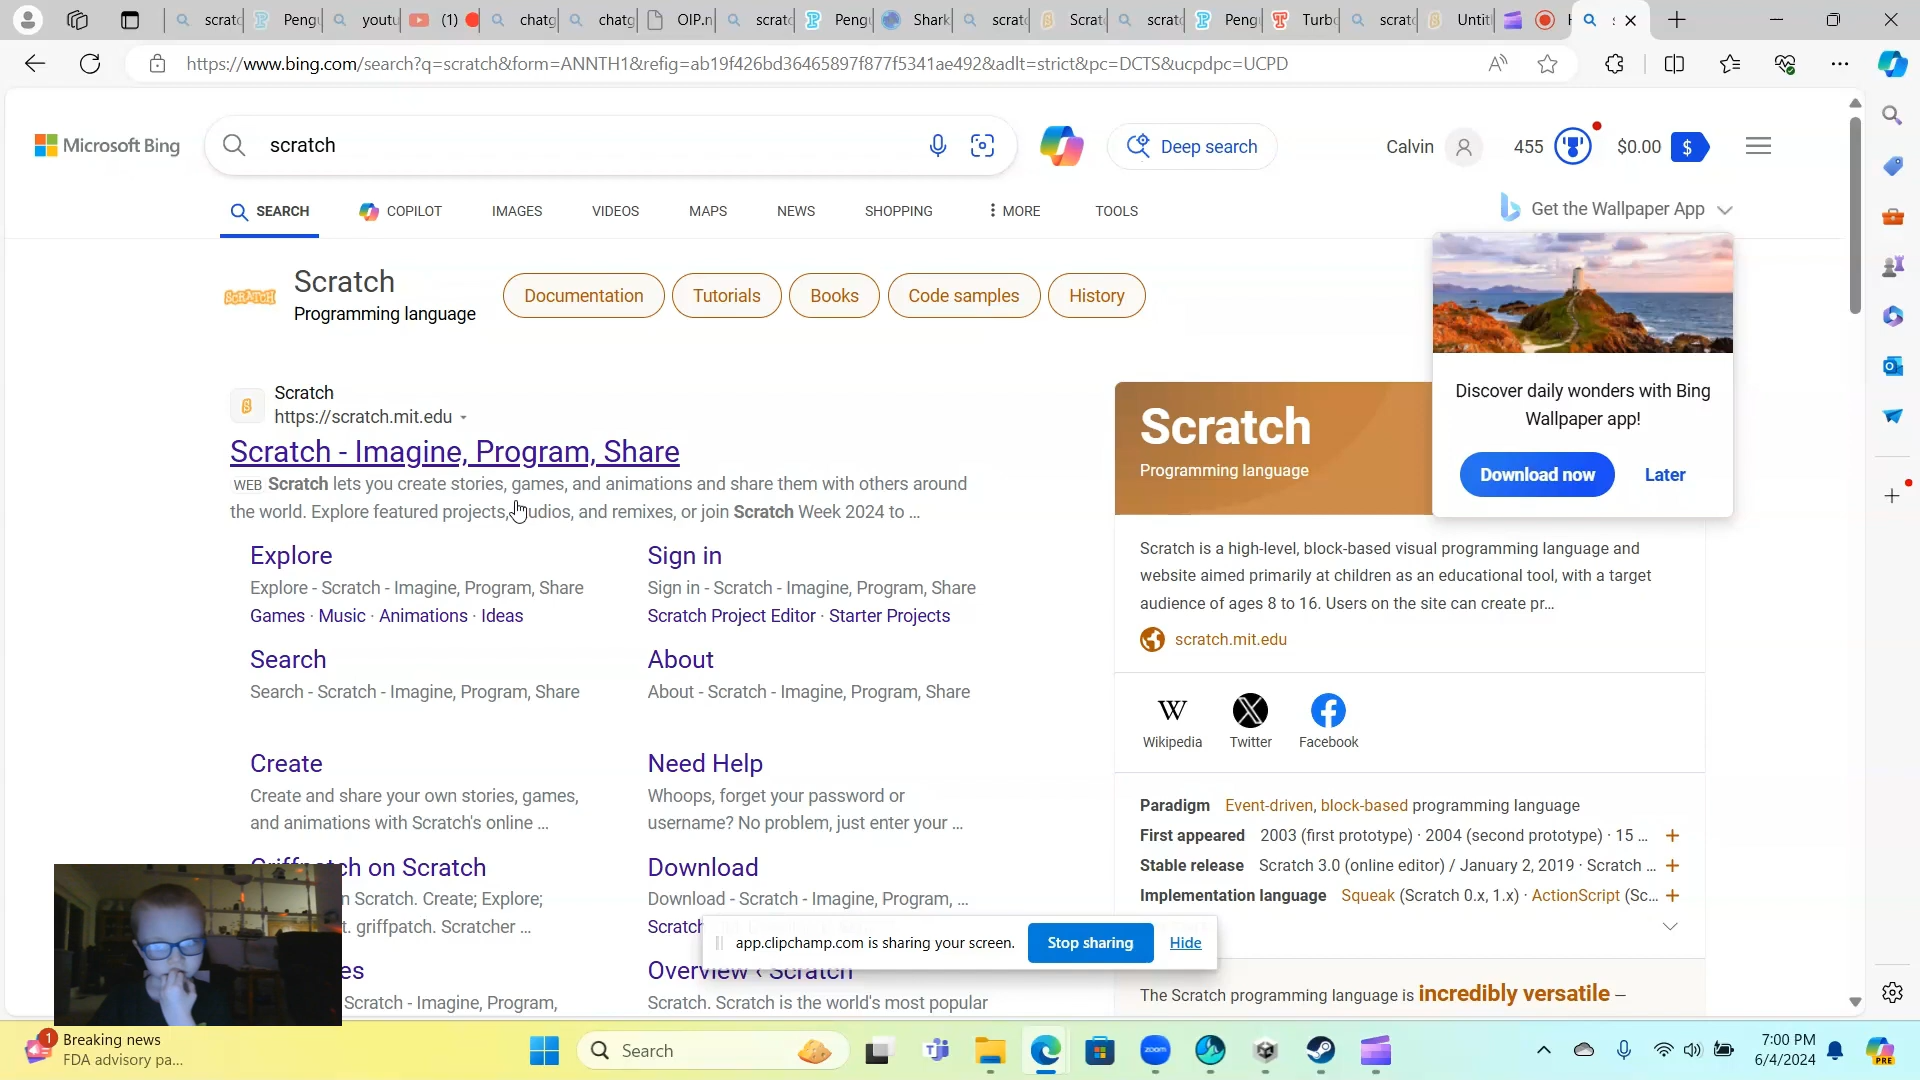 scratc
Pengu
youtu
(1)
chatg
chatg
OIP.n
scratc
Pengu
Shark
scratc
Scratc
scratc
Pengu
Turbo
scratc
Untitl
https://www.bing.com/search?q=scratch&form=ANNTH1&refig=ab19f426bd36465897f877f5341ae492&adlt=strict&pc=DCTS&ucpdpc=UCPD
Microsoft Bing
scratch
Deep search
Calvin
455
$0.00
$
SEARCH
COPILOT
IMAGES
VIDEOS
MAPS
NEWS
SHOPPING
MORE
TOOLS
Get the Wallpaper App
SCRATCH
Scratch
Programming language
Documentation
Tutorials
Books
Code samples
History
Discover daily wonders with Bing
Wallpaper app!
Download now
Later
Scratch
https://scratch.mit.edu
Scratch - Imagine, Program, Share
WEB Scratch lets you create stories, games, and animations and share them with others around
the world. Explore featured projects, udios, and remixes, or join Scratch Week 2024 to ...
Explore
Explore - Scratch - Imagine, Program, Share
Games · Music · Animations · Ideas
Sign in
Sign in - Scratch - Imagine, Program, Share
Scratch Project Editor · Starter Projects
Search
Search - Scratch - Imagine, Program, Share
About
About - Scratch - Imagine, Program, Share
Create
Create and share your own stories, games,
and animations with Scratch's online ...
Need Help
Whoops, forget your password or
username? No problem, just enter your ...
Griffpatch on Scratch
n Scratch. Create; Explore;
t. griffpatch. Scratcher ...
Download
Download - Scratch - Imagine, Program, ...
Scratch
es
Scratch - Imagine, Program,
Overview ‹ Scratch
Scratch. Scratch is the world's most popular
Scratch
Programming language
Scratch is a high-level, block-based visual programming language and
website aimed primarily at children as an educational tool, with a target
audience of ages 8 to 16. Users on the site can create pr...
scratch.mit.edu
W
Wikipedia
Twitter
Facebook
Paradigm Event-driven, block-based programming language
First appeared 2003 (first prototype) · 2004 (second prototype) · 15 ...
Stable release Scratch 3.0 (online editor) / January 2, 2019 · Scratch ...
Implementation language Squeak (Scratch 0.x, 1.x) · ActionScript (Sc...
The Scratch programming language is incredibly versatile –
app.clipchamp.com is sharing your screen.
Stop sharing
Hide
1
Breaking news
FDA advisory pa...
Search
zoom
7:00 PM
6/4/2024
PRE